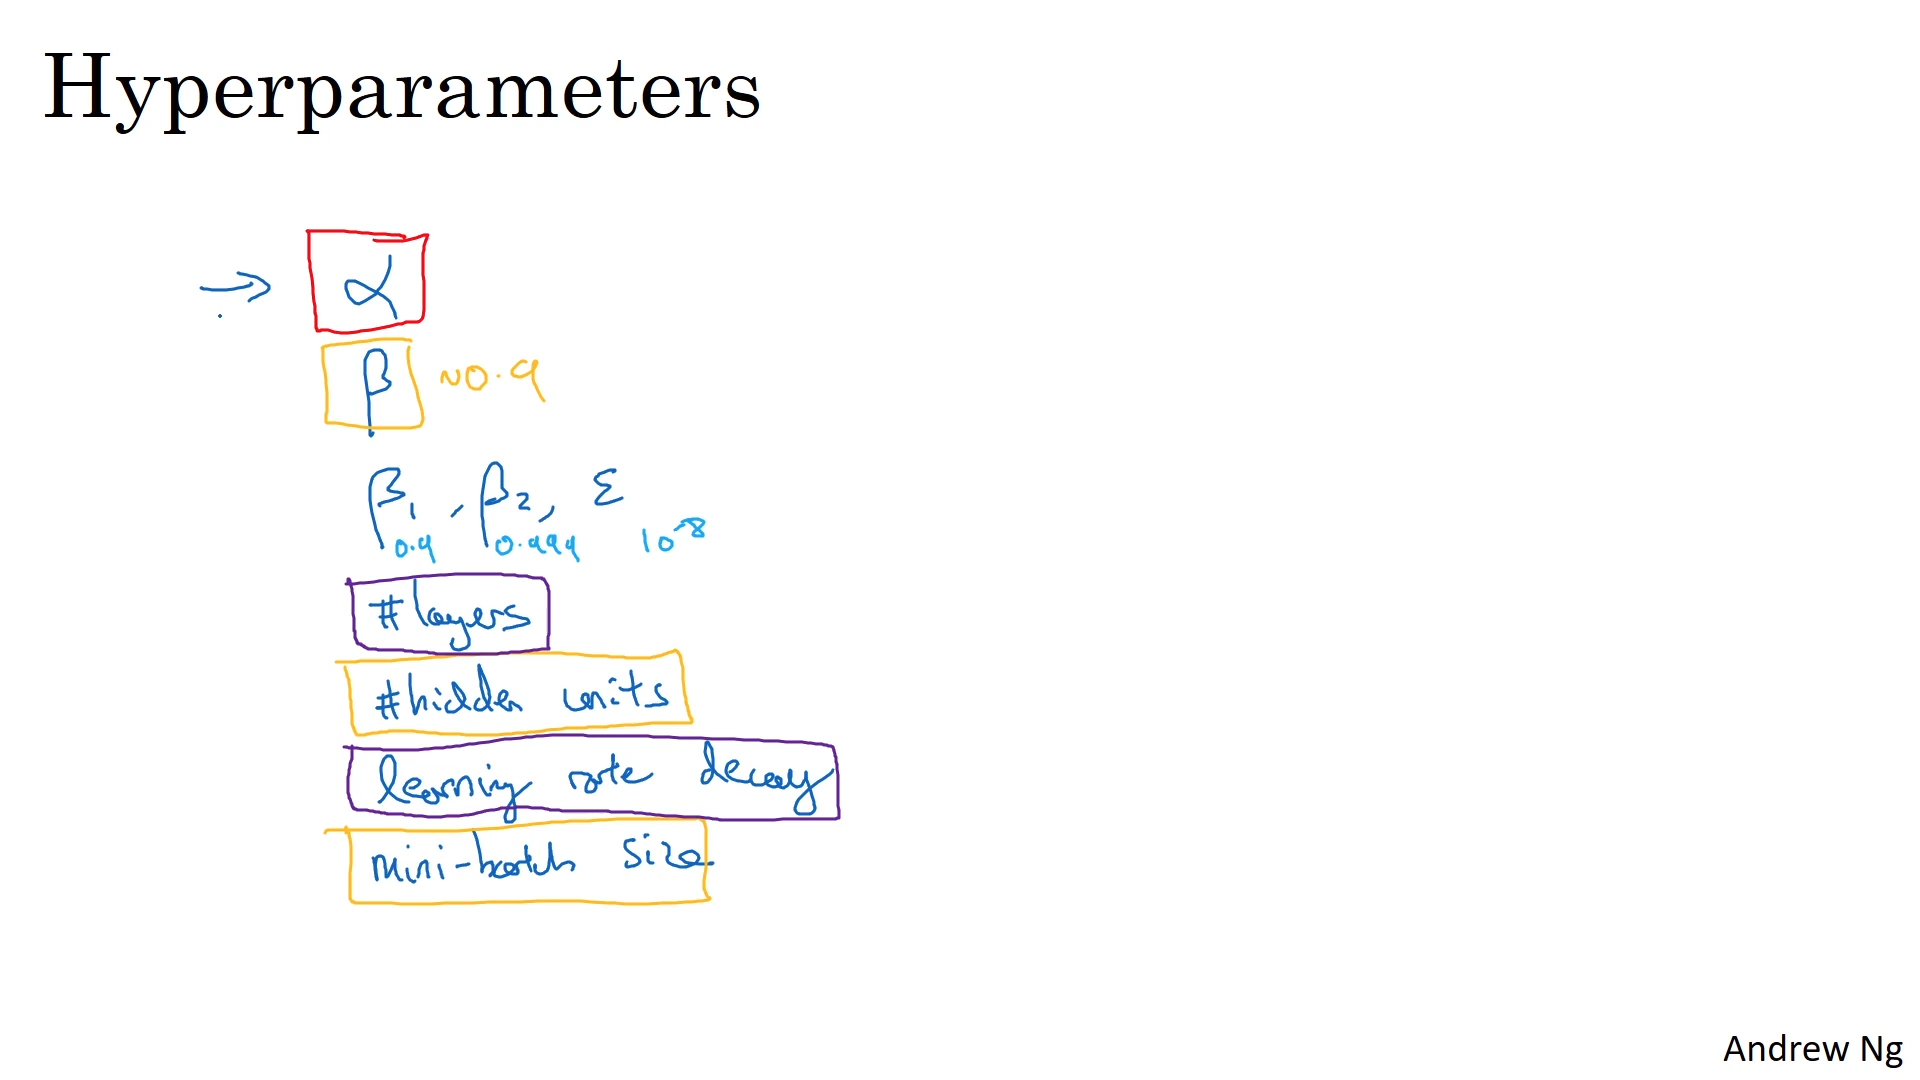 Hyperparameters
→ α
β ~0.9
β₁, β₂, ε
0.9 0.999 10⁻⁸
#layers
#hidden units
learning rate decay
mini-batch size
Andrew Ng